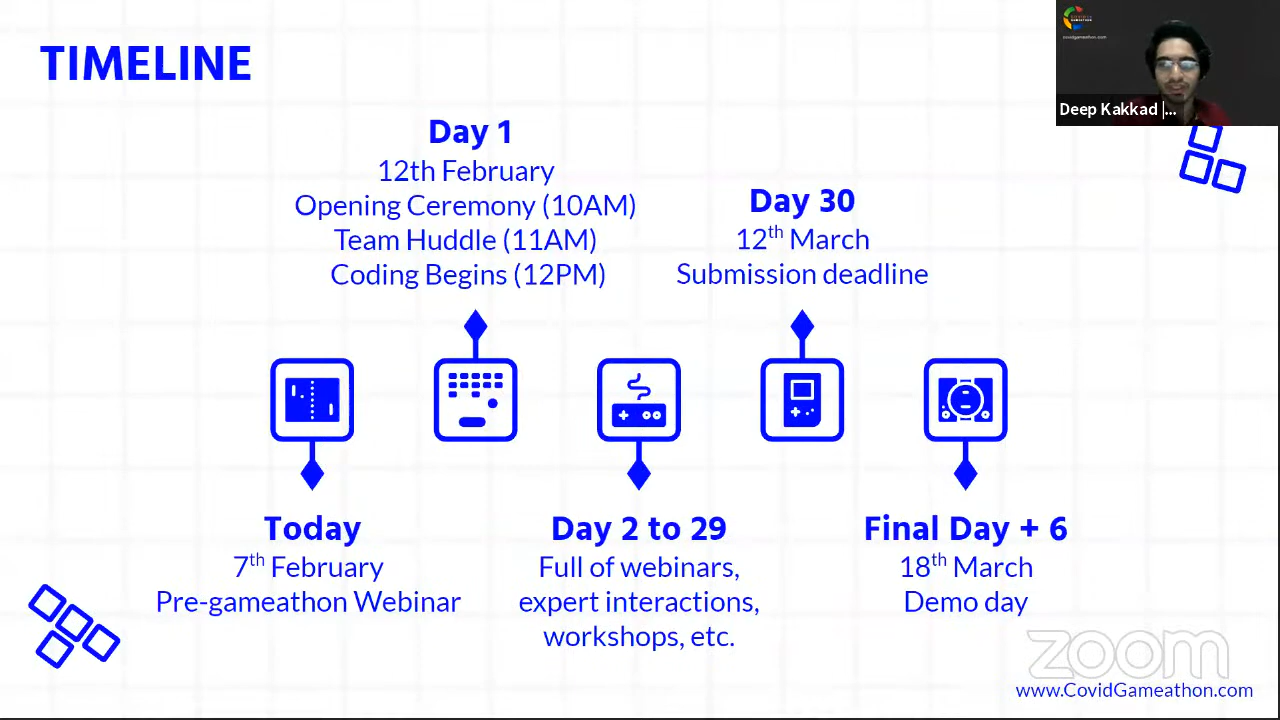 TIMELINE
Deep Kakkad |...
covidgameathon.com
Day 1
12th February
Opening Ceremony (10AM)
Team Huddle (11AM)
Coding Begins (12PM)
Day 30
12th March
Submission deadline
Today
7th February
Pre-gameathon Webinar
Day 2 to 29
Full of webinars,
expert interactions,
workshops, etc.
Final Day + 6
18th March
Demo day
zoom
www.CovidGameathon.com